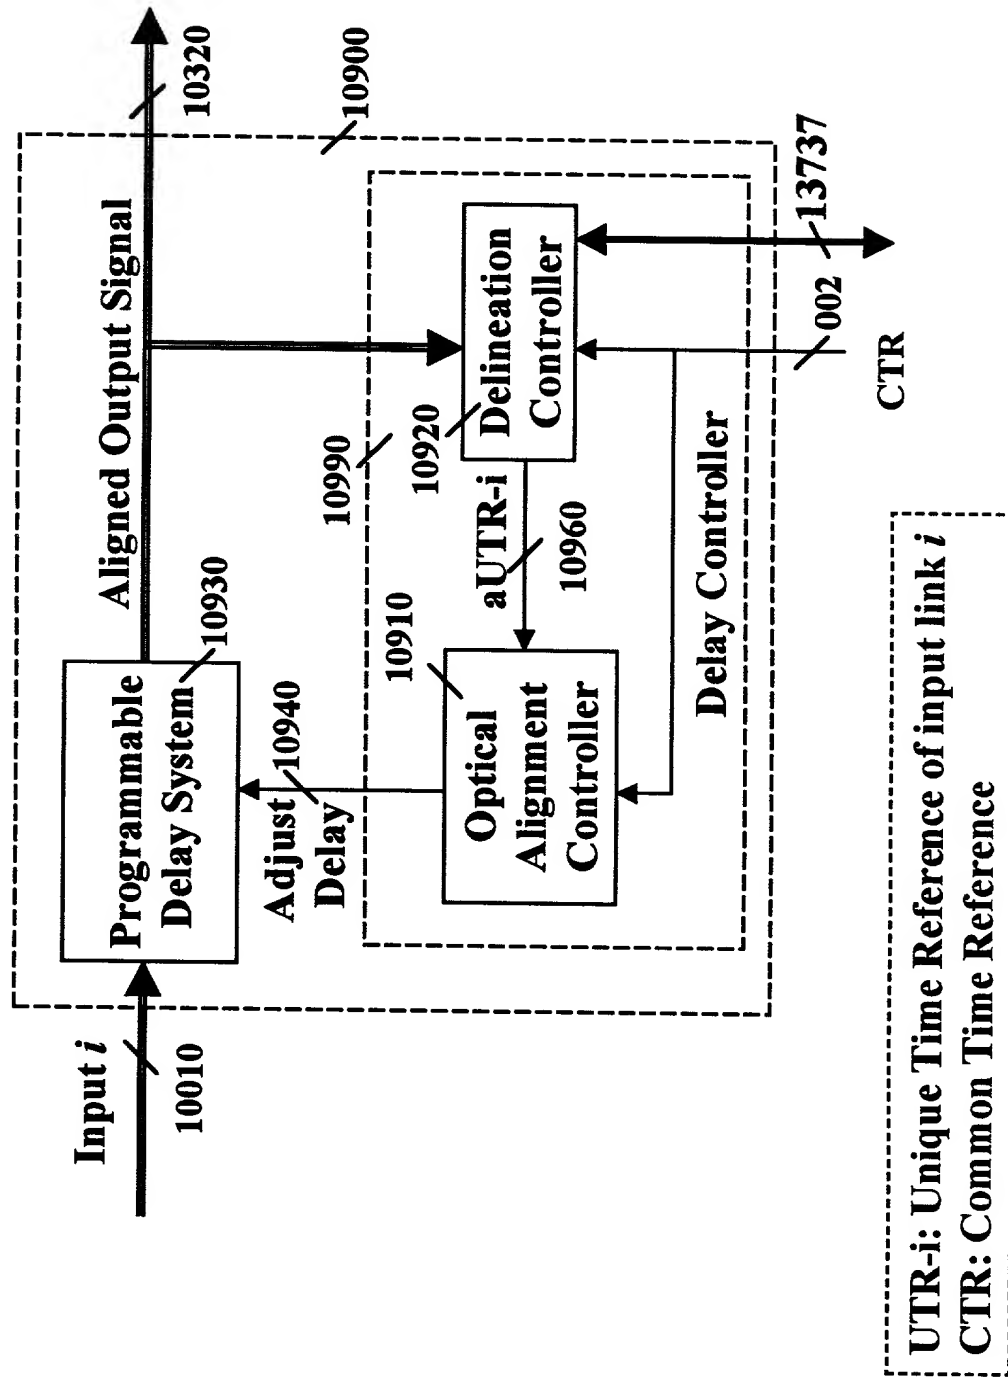 Input i
10010
Programmable
Delay System
10930
Aligned Output Signal
10320
10900
Adjust
Delay
10940
10990
10910
Optical
Alignment
Controller
aUTR-i
10960
10920
Delineation
Controller
Delay Controller
002
CTR
13737
UTR-i: Unique Time Reference of input link i
CTR: Common Time Reference